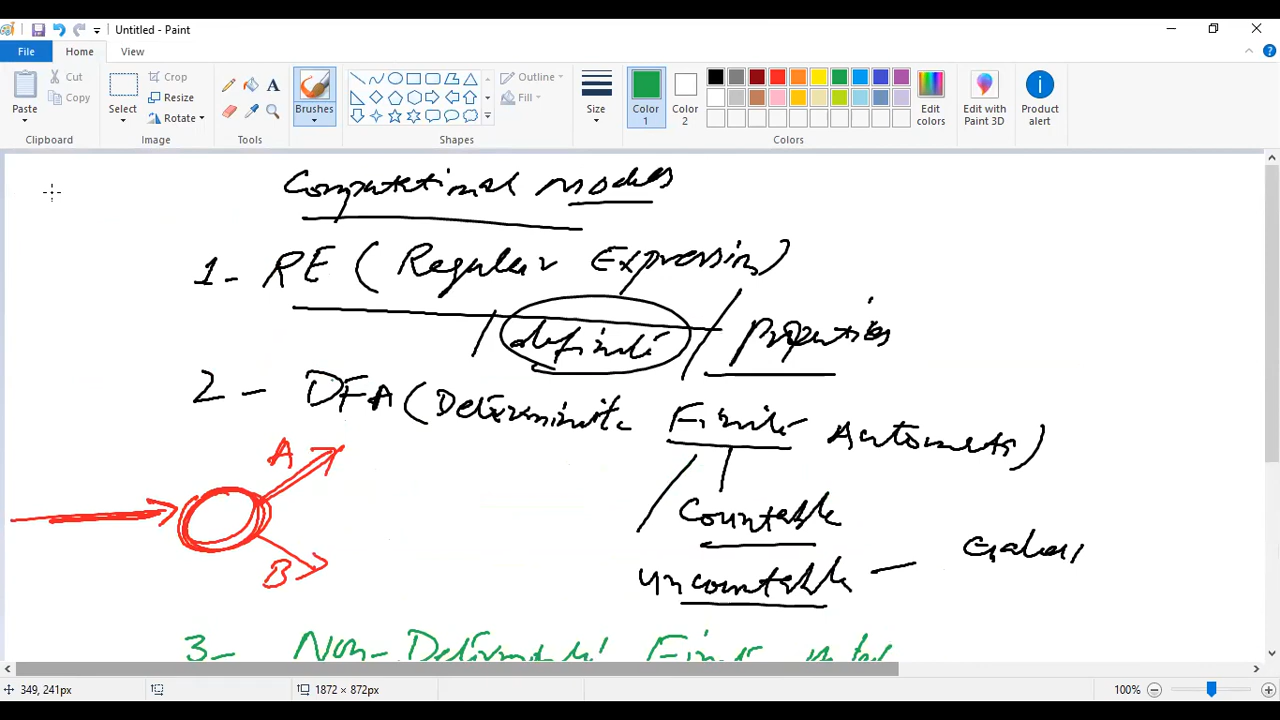 Untitled - Paint
File Home View
Paste Cut Copy Select Crop Resize Rotate Brushes Outline Fill Size Color 1 Color 2 Edit colors Edit with Paint 3D Product alert
Clipboard Image Tools Shapes Colors
Computational models
1- RE (Regular Expression)
/ definite / properties
2 - DFA (Deterministic Finite Automata)
A
Countable
B
uncountable —
3- Non-Deterministic Finite
349, 241px 1872 × 872px 100%